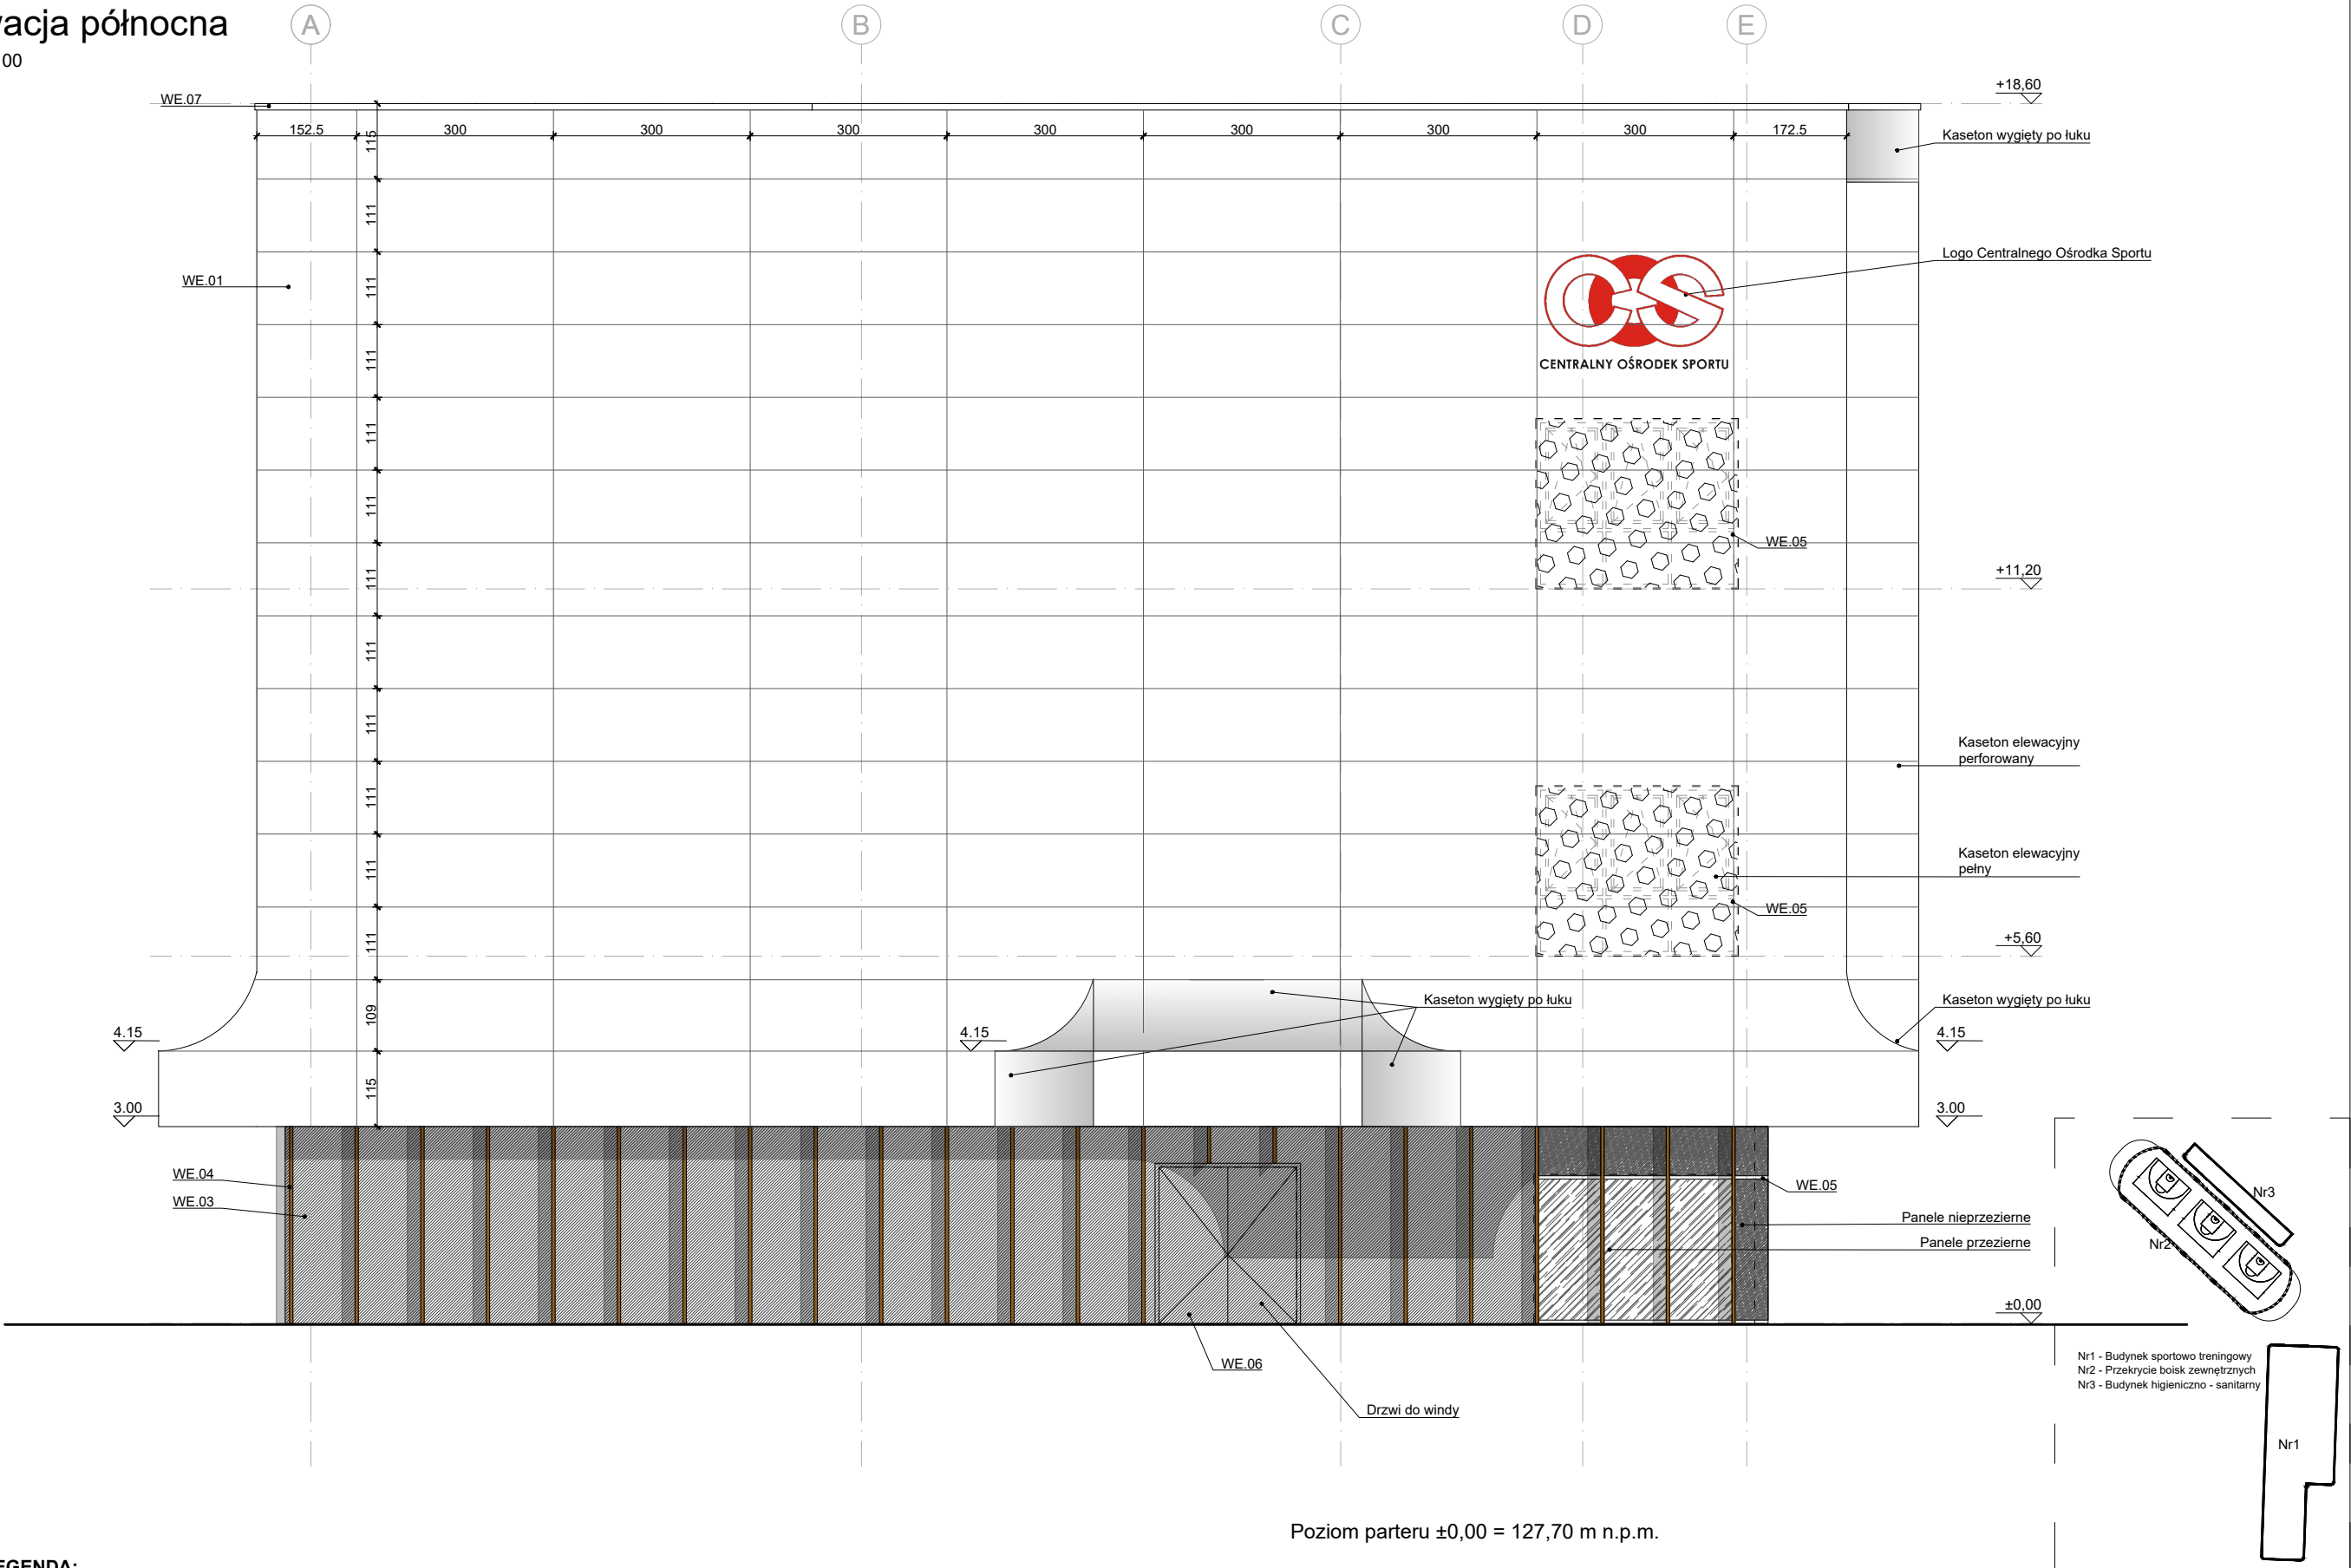 acja północna
00
A
B
C
D
E
WE.07
+18,60
152.5
300
300
300
300
300
300
300
172.5
Kaseton wygięty po łuku
115
111
111
111
111
111
111
111
111
111
111
111
109
115
WE.01
Logo Centralnego Ośrodka Sportu
CS
CENTRALNY OŚRODEK SPORTU
WE.05
+11,20
Kaseton elewacyjny
perforowany
Kaseton elewacyjny
pełny
WE.05
+5,60
Kaseton wygięty po łuku
Kaseton wygięty po łuku
4.15
4.15
4.15
3.00
3.00
WE.04
WE.03
WE.05
Panele nieprzezierne
Panele przezierne
±0,00
WE.06
Drzwi do windy
Nr3
Nr2
Nr1 - Budynek sportowo treningowy
Nr2 - Przekrycie boisk zewnętrznych
Nr3 - Budynek higieniczno - sanitarny
Nr1
Poziom parteru ±0,00 = 127,70 m n.p.m.
EGENDA: